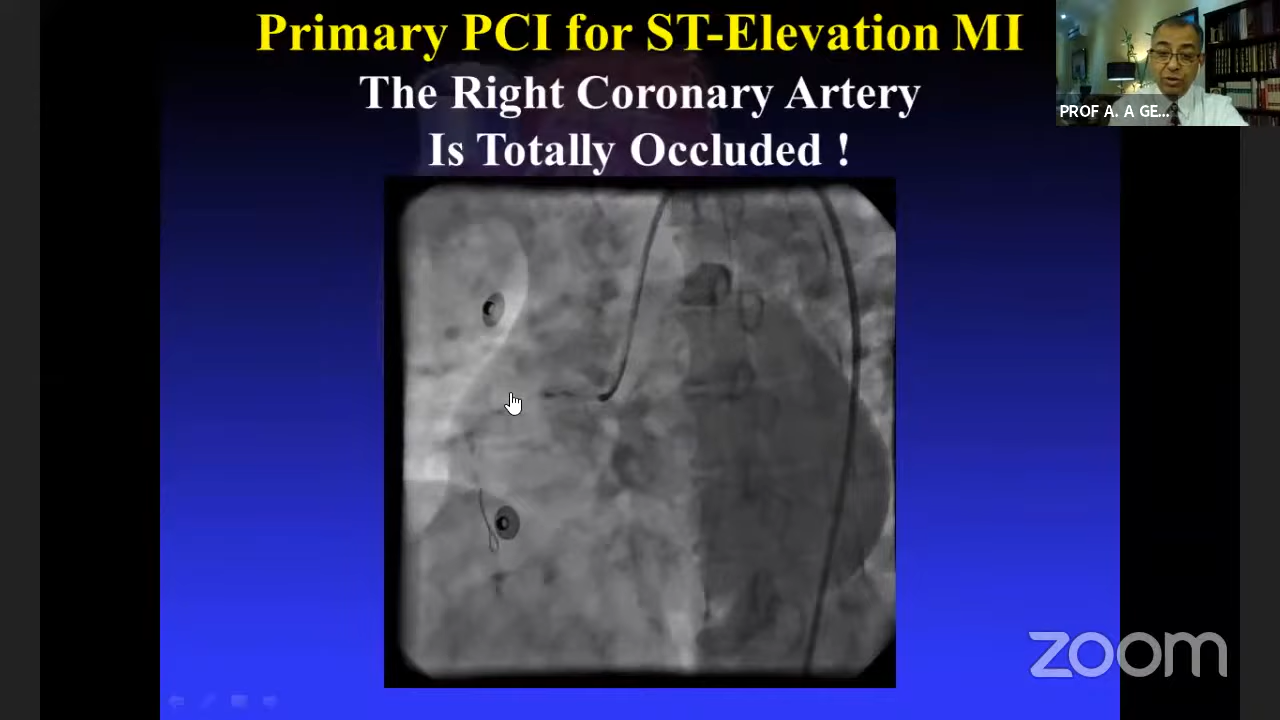 Primary PCI for ST-Elevation MI
The Right Coronary Artery
Is Totally Occluded !
PROF A. A GE...
zoom